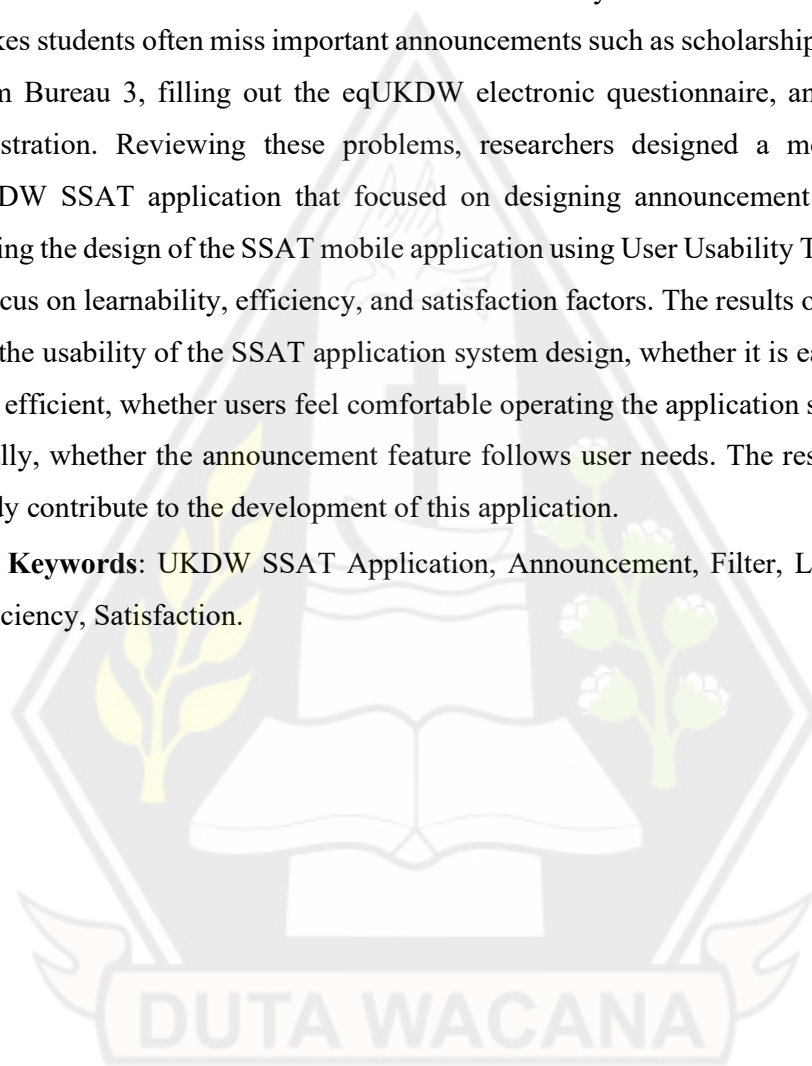 kes students often miss important announcements such as scholarship
m Bureau 3, filling out the eqUKDW electronic questionnaire, an
stration. Reviewing these problems, researchers designed a m
DW SSAT application that focused on designing announcement
ing the design of the SSAT mobile application using User Usability T
cus on learnability, efficiency, and satisfaction factors. The results o
the usability of the SSAT application system design, whether it is ea
efficient, whether users feel comfortable operating the application s
lly, whether the announcement feature follows user needs. The res
dy contribute to the development of this application.
Keywords: UKDW SSAT Application, Announcement, Filter, L
ciency, Satisfaction.
DUTA WACANA